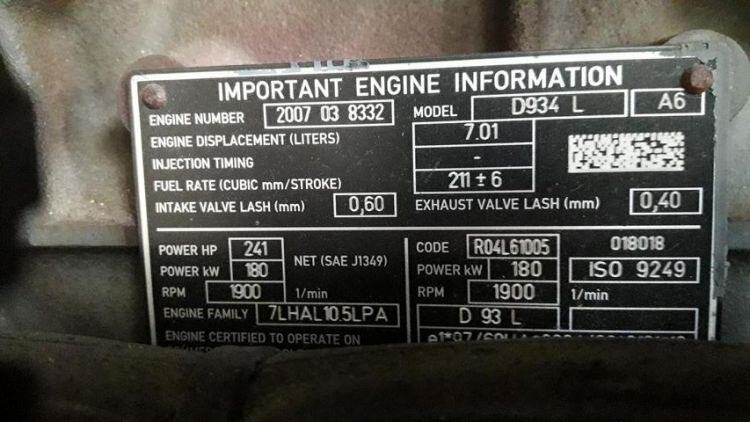 IMPORTANT ENGINE INFORMATION
ENGINE NUMBER 2007 03 8332 MODEL D934 L A6
ENGINE DISPLACEMENT (LITERS) 7.01
INJECTION TIMING -
FUEL RATE (CUBIC mm/STROKE) 211 ± 6
INTAKE VALVE LASH (mm) 0,60 EXHAUST VALVE LASH (mm) 0,40
POWER HP 241 NET (SAE J1349)
POWER kW 180
RPM 1900 1/min
ENGINE FAMILY 7LHAL10.5LPA
ENGINE CERTIFIED TO OPERATE ON
CODE R04L61005 018018
POWER kW 180 ISO 9249
RPM 1900 1/min
D 93 L